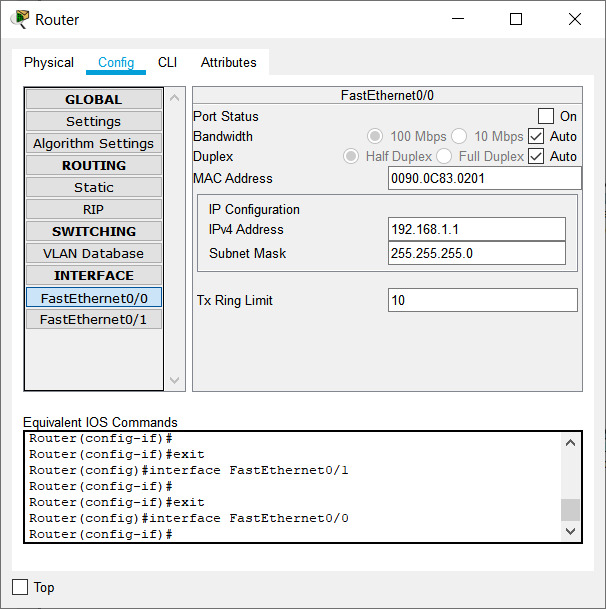 Router
Physical Config CLI Attributes
GLOBAL
Settings
Algorithm Settings
ROUTING
Static
RIP
SWITCHING
VLAN Database
INTERFACE
FastEthernet0/0
FastEthernet0/1
FastEthernet0/0
Port Status On
Bandwidth 100 Mbps 10 Mbps Auto
Duplex Half Duplex Full Duplex Auto
MAC Address 0090.0C83.0201
IP Configuration
IPv4 Address 192.168.1.1
Subnet Mask 255.255.255.0
Tx Ring Limit 10
Equivalent IOS Commands
Router(config-if)#
Router(config-if)#exit
Router(config)#interface FastEthernet0/1
Router(config-if)#
Router(config-if)#exit
Router(config)#interface FastEthernet0/0
Router(config-if)#
Top